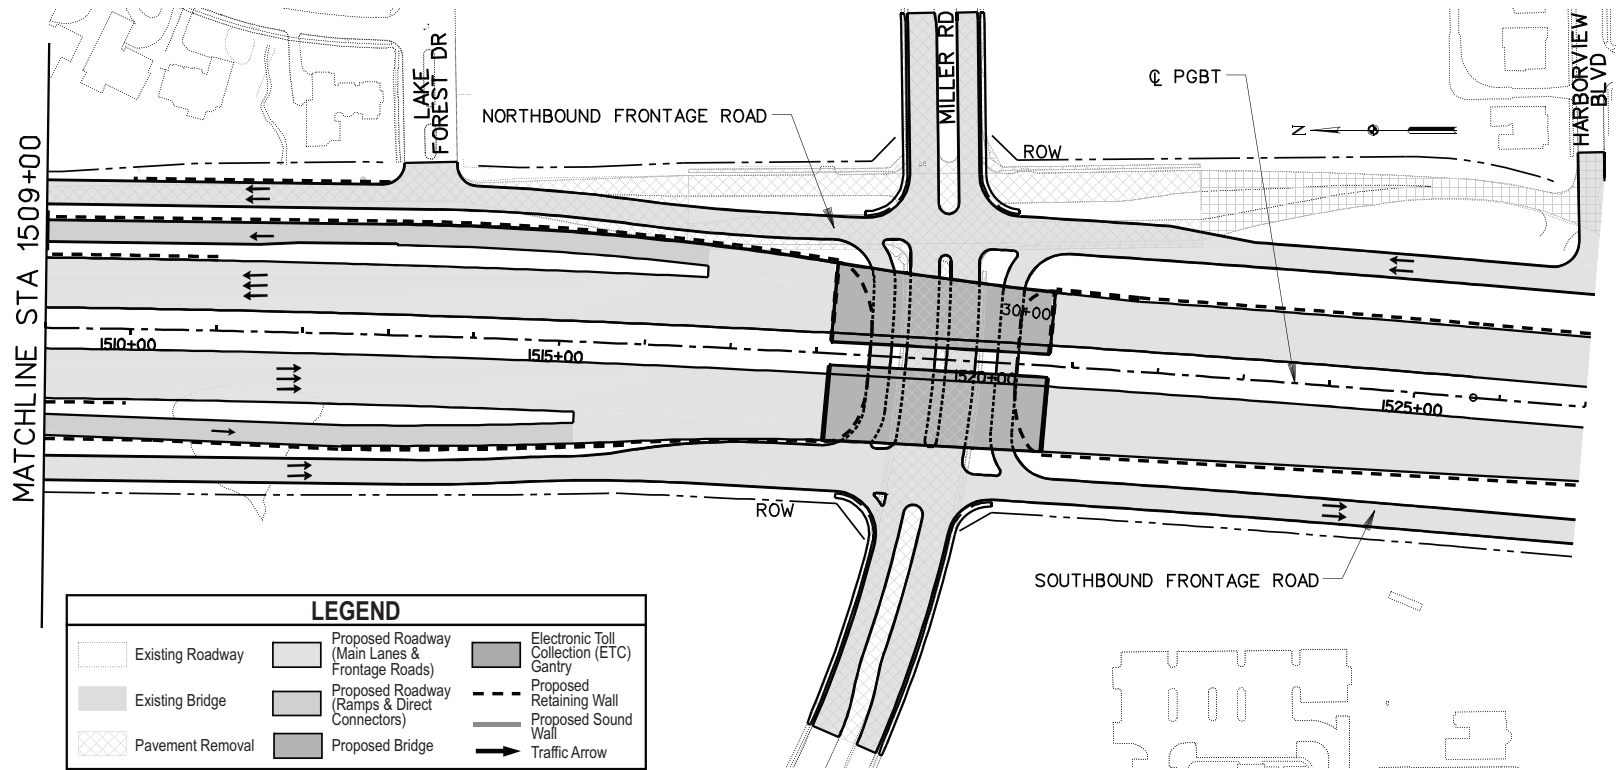 LAKE
FOREST DR
MILLER RD
℄ PGBT
HARBORVIEW
BLVD
NORTHBOUND FRONTAGE ROAD
N
ROW
MATCHLINE STA 1509+00
30+00
1510+00
1515+00
1520+00
1525+00
ROW
SOUTHBOUND FRONTAGE ROAD
LEGEND
Existing Roadway
Existing Bridge
Pavement Removal
Proposed Roadway
(Main Lanes &
Frontage Roads)
Proposed Roadway
(Ramps & Direct
Connectors)
Proposed Bridge
Electronic Toll
Collection (ETC)
Gantry
Proposed
Retaining Wall
Proposed Sound
Wall
Traffic Arrow